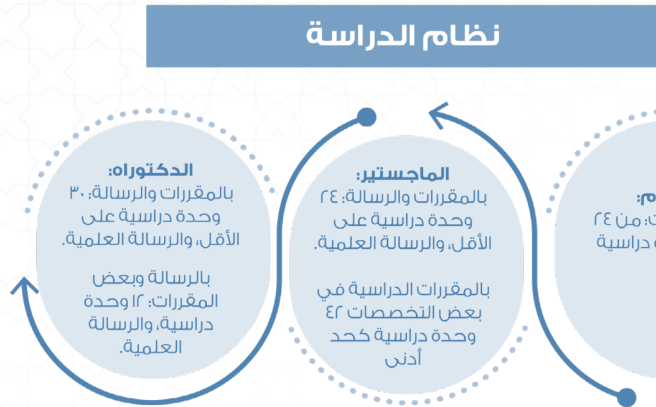 نظام الدراسة
من ٢٤
دراسية
الماجستير:
بالمقررات والرسالة: ٢٤
وحدة دراسية على
الأقل، والرسالة العلمية.
بالمقررات الدراسية في
بعض التخصصات ٤٢
وحدة دراسية كحد
أدنى
الدكتوراه:
بالمقررات والرسالة: ٣٠
وحدة دراسية على
الأقل، والرسالة العلمية.
بالرسالة وبعض
المقررات: ١٢ وحدة
دراسية، والرسالة
العلمية.